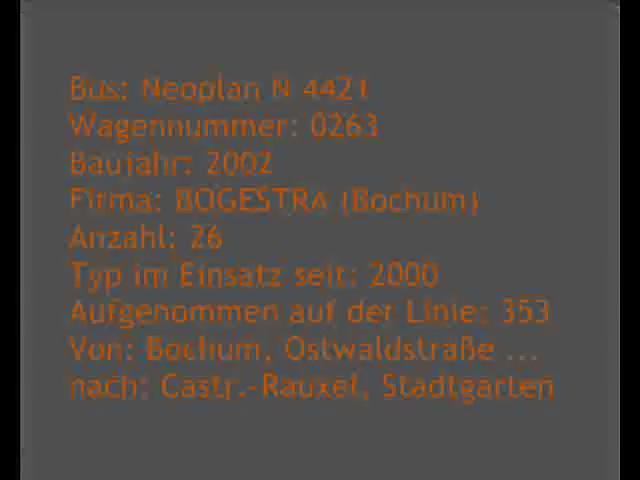 Bus: Neoplan N 4421
Wagennummer: 0263
Baujahr: 2002
Firma: BOGESTRA (Bochum)
Anzahl: 26
Typ im Einsatz seit: 2000
Aufgenommen auf der Linie: 353
Von: Bochum, Ostwaldstraße ...
nach: Castr.-Rauxel, Stadtgarten